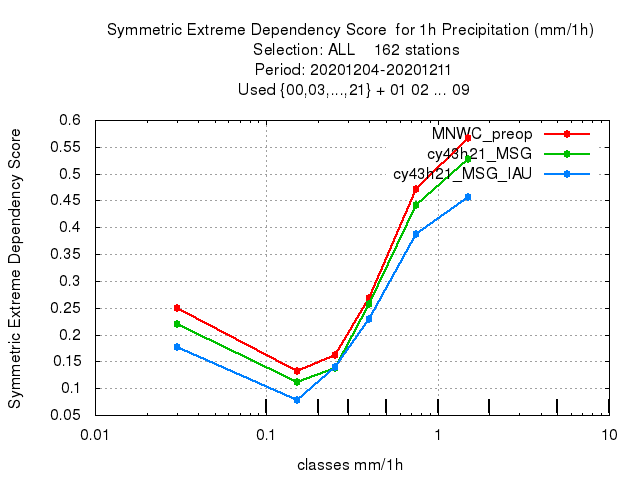 Symmetric Extreme Dependency Score  for 1h Precipitation (mm/1h)
Selection: ALL    162 stations
Period: 20201204-20201211
Used {00,03,...,21} + 01 02 ... 09
Symmetric Extreme Dependency Score
0.6
0.55
0.5
0.45
0.4
0.35
0.3
0.25
0.2
0.15
0.1
0.05
MNWC_preop
cy43h21_MSG
cy43h21_MSG_IAU
0.01
0.1
1
10
classes mm/1h